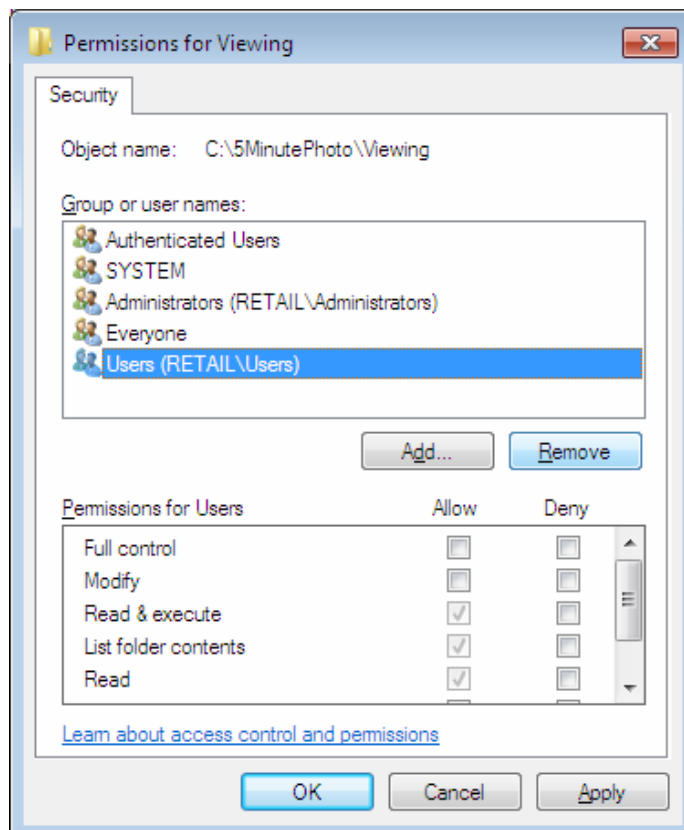 Permissions for Viewing
Security
Object name: C:\5MinutePhoto\Viewing
Group or user names:
Authenticated Users
SYSTEM
Administrators (RETAIL\Administrators)
Everyone
Users (RETAIL\Users)
Add... Remove
Permissions for Users Allow Deny
Full control
Modify
Read & execute
List folder contents
Read
Learn about access control and permissions
OK Cancel Apply